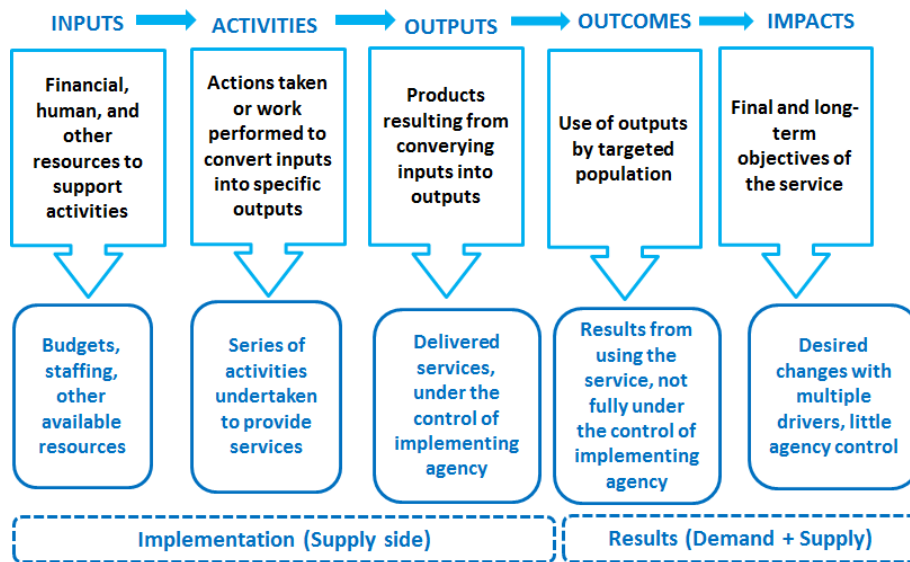 INPUTS
ACTIVITIES
OUTPUTS
OUTCOMES
IMPACTS
Financial,
human, and
other
resources to
support
activities
Actions taken
or work
performed to
convert inputs
into specific
outputs
Products
resulting from
converying
inputs into
outputs
Use of outputs
by targeted
population
Final and long-
term
objectives of
the service
Budgets,
staffing,
other
available
resources
Series of
activities
undertaken
to provide
services
Delivered
services,
under the
control of
implementing
agency
Results from
using the
service, not
fully under
the control of
implementing
agency
Desired
changes with
multiple
drivers, little
agency control
Implementation (Supply side)
Results (Demand + Supply)